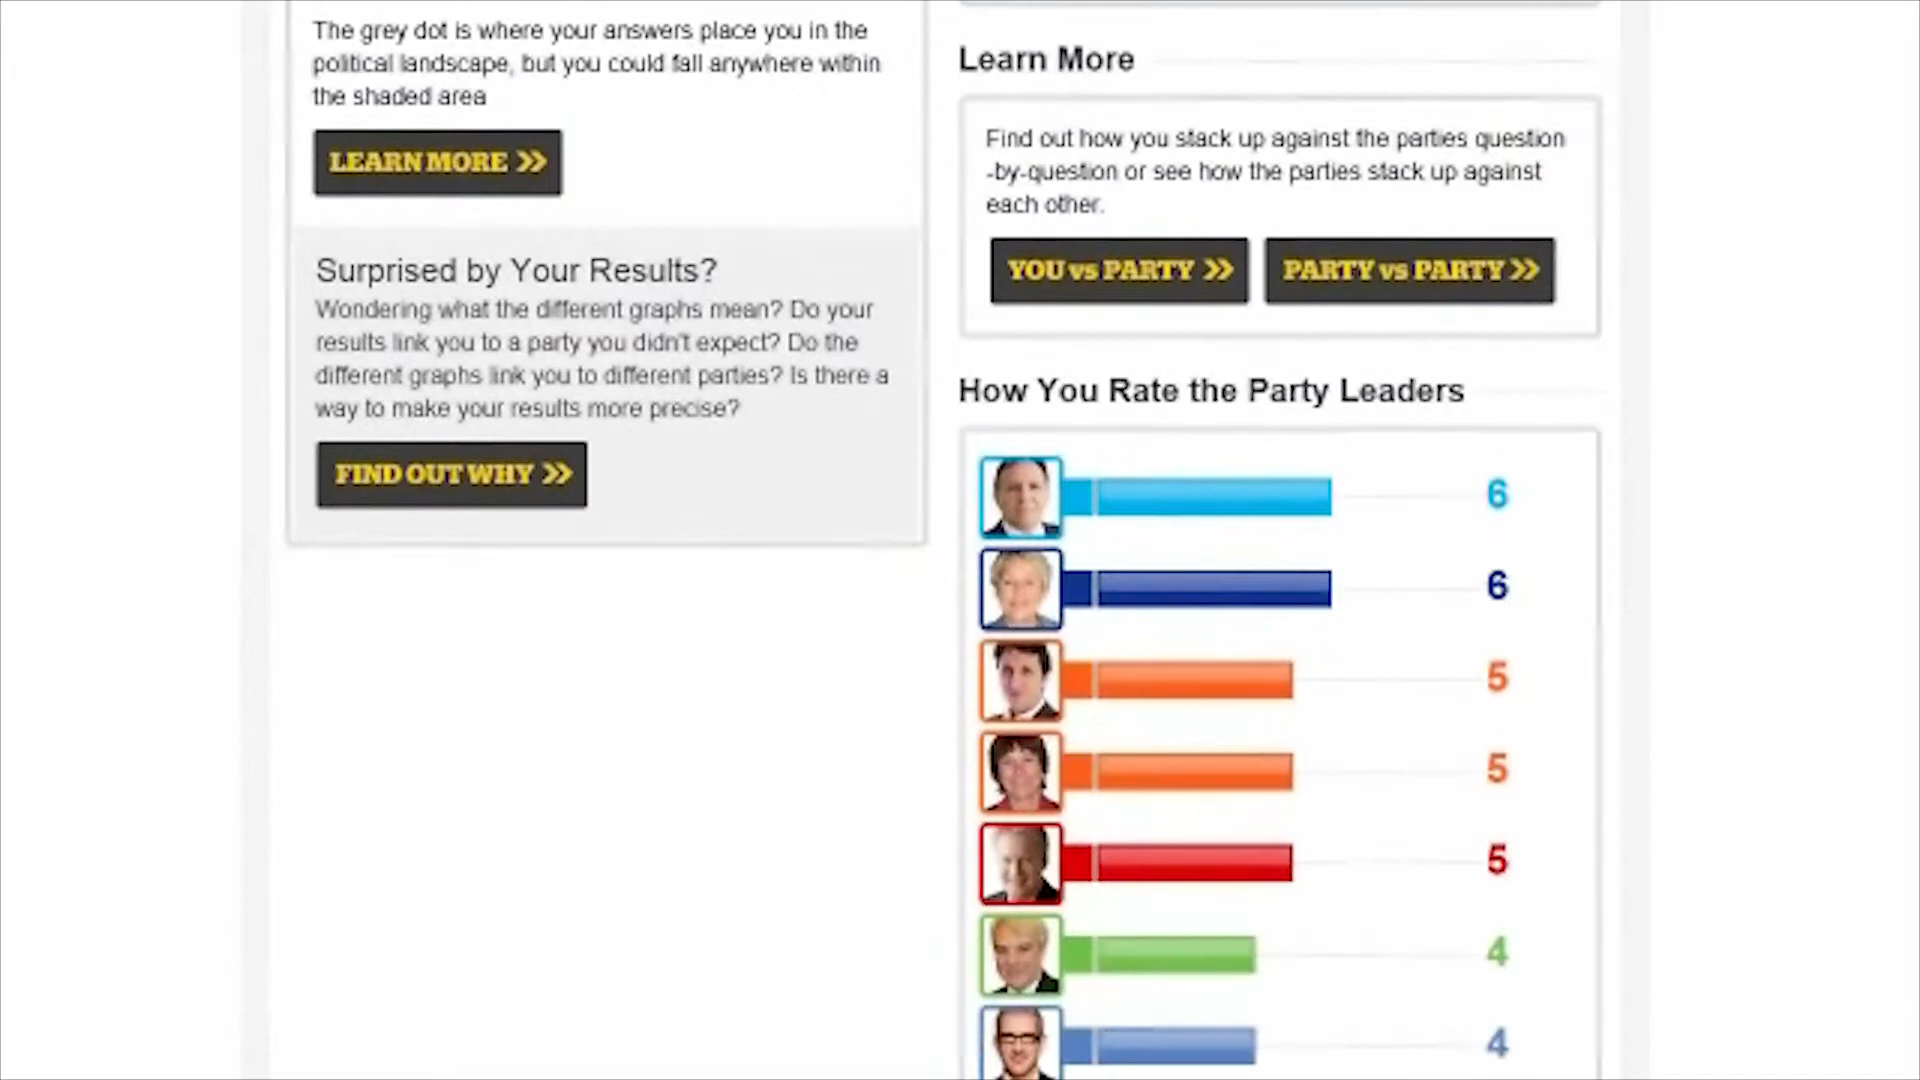 The grey dot is where your answers place you in the
political landscape, but you could fall anywhere within
the shaded area
LEARN MORE >>
Surprised by Your Results?
Wondering what the different graphs mean? Do your
results link you to a party you didn't expect? Do the
different graphs link you to different parties? Is there a
way to make your results more precise?
FIND OUT WHY >>
Learn More
Find out how you stack up against the parties question
-by-question or see how the parties stack up against
each other.
YOU vs PARTY >>
PARTY vs PARTY >>
How You Rate the Party Leaders
6
6
5
5
5
4
4